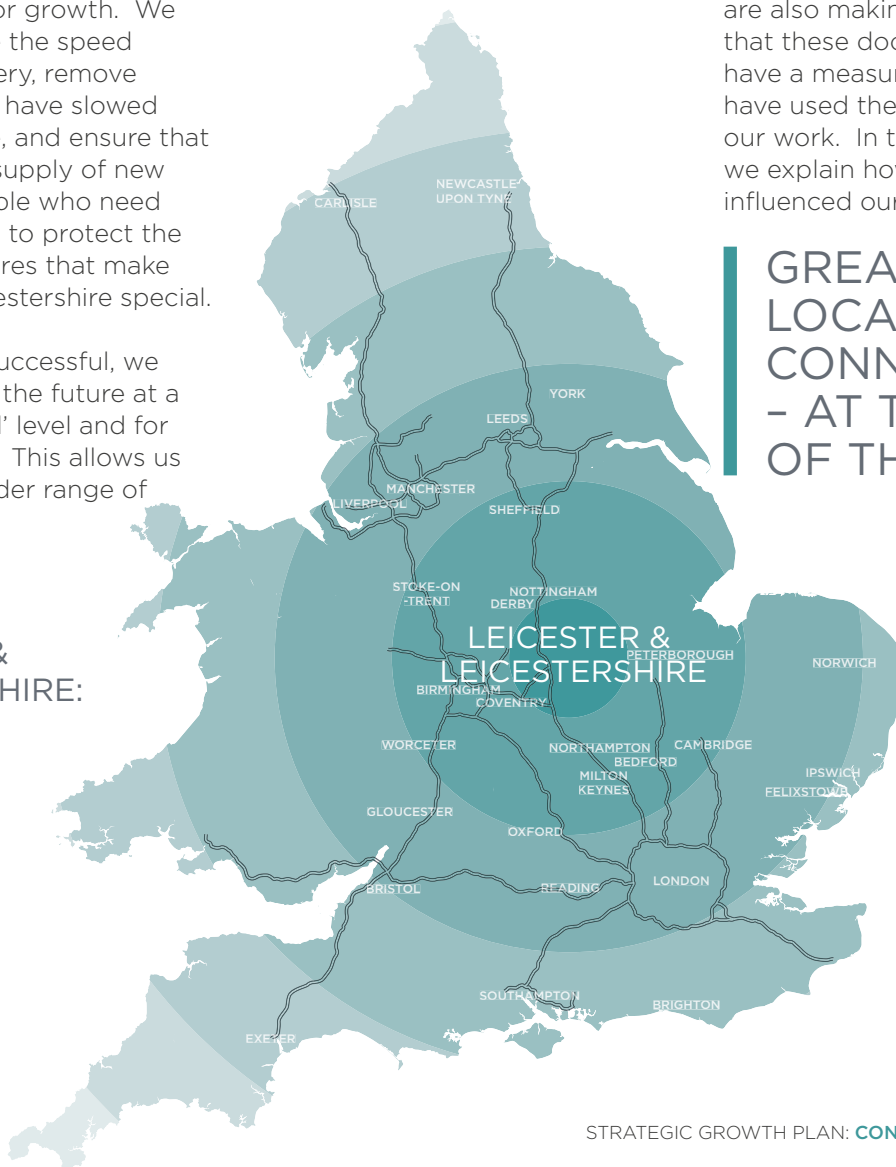 or growth. We
the speed
ery, remove
have slowed
, and ensure that
supply of new
ple who need
to protect the
res that make
estershire special.
uccessful, we
the future at a
l’ level and for
This allows us
der range of
&
HIRE:
are also makin
that these doc
have a measur
have used the
our work. In t
we explain how
influenced our
GREA
LOCA
CONN
– AT T
OF TH
CARLISLE
NEWCASTLE
UPON TYNE
YORK
LEEDS
MANCHESTER
LIVERPOOL
SHEFFIELD
STOKE-ON
-TRENT
NOTTINGHAM
DERBY
LEICESTER &
LEICESTERSHIRE
PETERBOROUGH
NORWICH
BIRMINGHAM
COVENTRY
WORCETER
NORTHAMPTON
CAMBRIDGE
BEDFORD
MILTON
KEYNES
IPSWICH
FELIXSTOWE
GLOUCESTER
OXFORD
BRISTOL
READING
LONDON
SOUTHAMPTON
BRIGHTON
EXETER
STRATEGIC GROWTH PLAN: CON